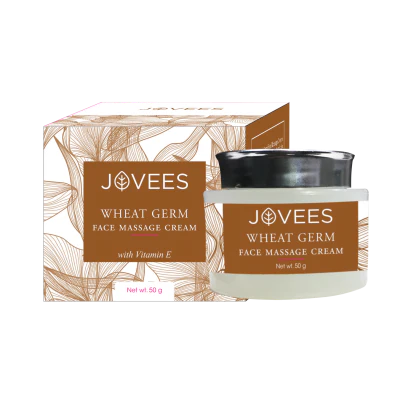 JOVEES
JOVEES
WHEAT GERM
FACE MASSAGE CREAM
with Vitamin E
Net wt. 50 g
JOVEES
WHEAT GERM
FACE MASSAGE CREAM
Net wt. 50 g